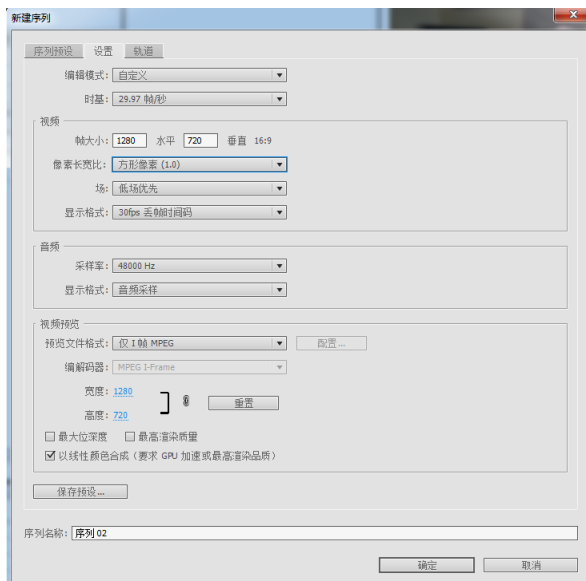 新建序列
序列预设 设置 轨道
编辑模式: 自定义
时基: 29.97 帧/秒
视频
帧大小: 1280 水平 720 垂直 16:9
像素长宽比: 方形像素 (1.0)
场: 低场优先
显示格式: 30fps 丢帧时间码
音频
采样率: 48000 Hz
显示格式: 音频采样
视频预览
预览文件格式: 仅 I 帧 MPEG 配置...
编解码器: MPEG I-Frame
宽度: 1280
重置
高度: 720
最大位深度 最高渲染质量
以线性颜色合成（要求 GPU 加速或最高渲染品质）
保存预设...
序列名称: 序列 02
确定 取消